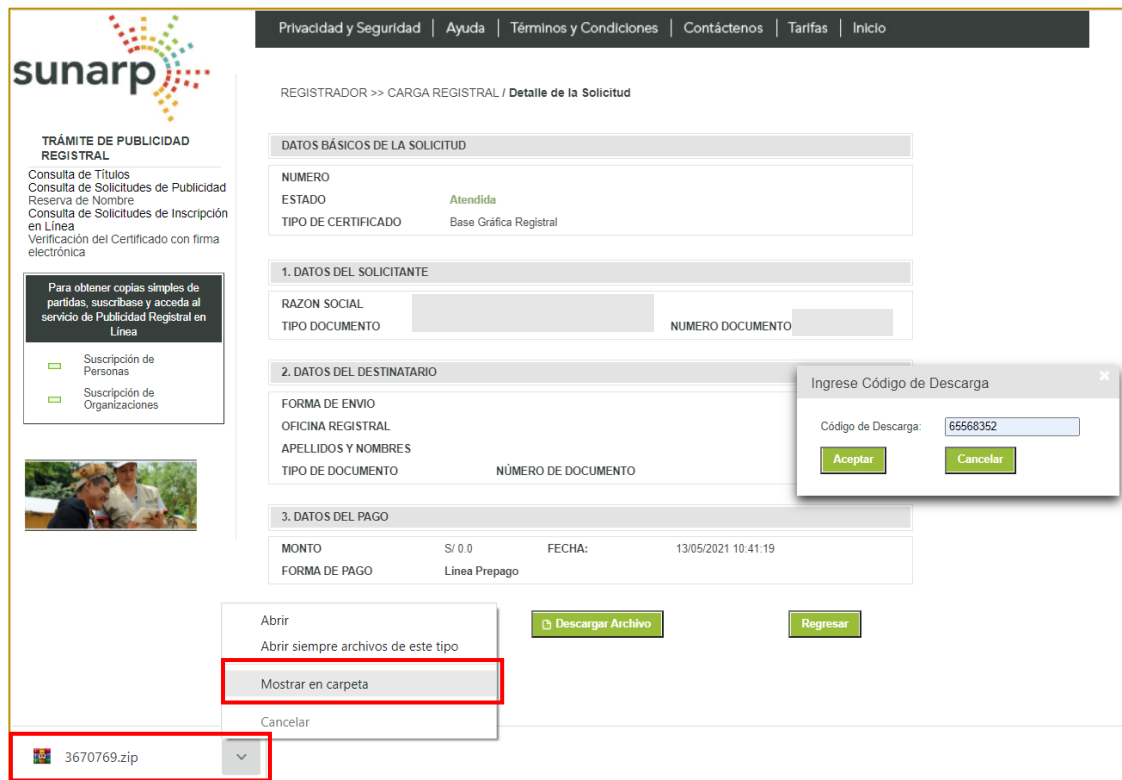 Privacidad y Seguridad | Ayuda | Términos y Condiciones | Contáctenos | Tarifas | Inicio
sunarp
REGISTRADOR >> CARGA REGISTRAL / Detalle de la Solicitud
TRÁMITE DE PUBLICIDAD
REGISTRAL
Consulta de Títulos
Consulta de Solicitudes de Publicidad
Reserva de Nombre
Consulta de Solicitudes de Inscripción
en Línea
Verificación del Certificado con firma
electrónica
Para obtener copias simples de
partidas, suscribase y acceda al
servicio de Publicidad Registral en
Línea
Suscripción de
Personas
Suscripción de
Organizaciones
DATOS BÁSICOS DE LA SOLICITUD
NUMERO
ESTADO Atendida
TIPO DE CERTIFICADO Base Gráfica Registral
1. DATOS DEL SOLICITANTE
RAZON SOCIAL
TIPO DOCUMENTO NUMERO DOCUMENTO
2. DATOS DEL DESTINATARIO
FORMA DE ENVIO
OFICINA REGISTRAL
APELLIDOS Y NOMBRES
TIPO DE DOCUMENTO NÚMERO DE DOCUMENTO
Ingrese Código de Descarga
Código de Descarga: 65568352
Aceptar Cancelar
3. DATOS DEL PAGO
MONTO S/ 0.0 FECHA: 13/05/2021 10:41:19
FORMA DE PAGO Línea Prepago
Descargar Archivo Regresar
Abrir
Abrir siempre archivos de este tipo
Mostrar en carpeta
Cancelar
3670769.zip